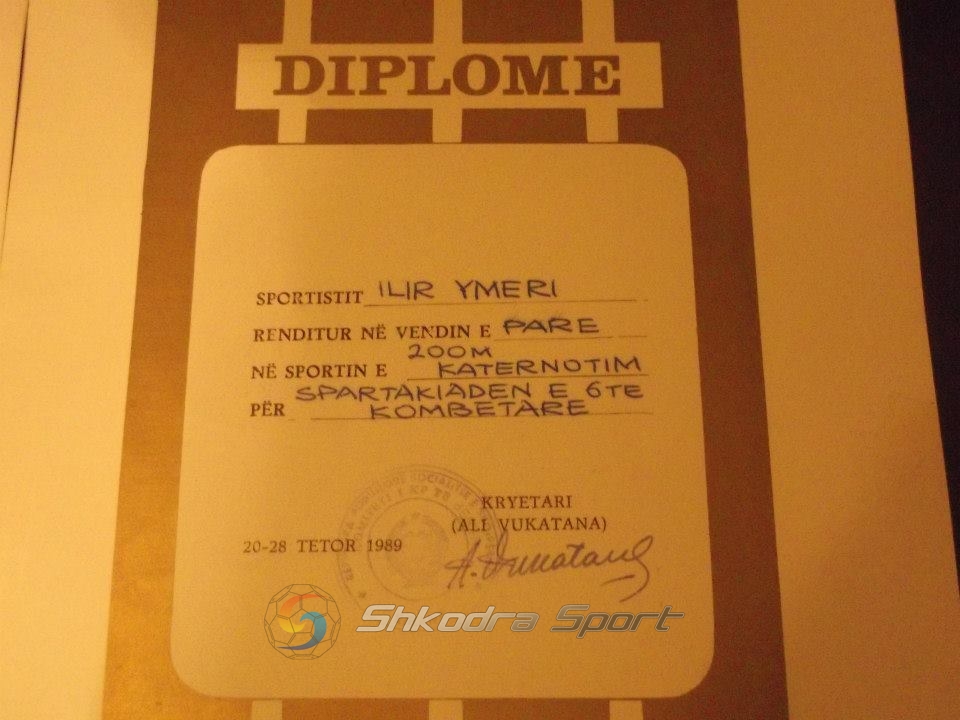 DIPLOME
SPORTISTIT ILIR YMERI
RENDITUR NË VENDIN E PARE
200M
NË SPORTIN E KATERNOTIM
SPARTAKIADEN E 6TE
PËR KOMBETARE
KRYETARI
(ALI VUKATANA)
20-28 TETOR 1989
A. Vukatana
Shkodra Sport